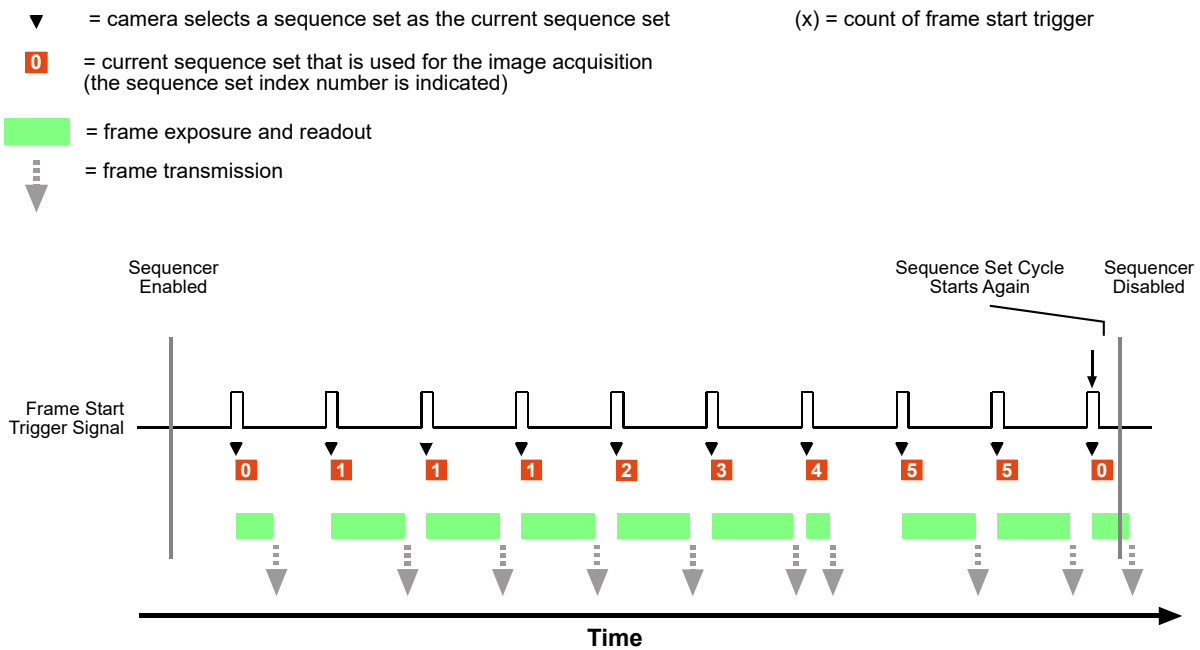 = camera selects a sequence set as the current sequence set
(x) = count of frame start trigger
0
= current sequence set that is used for the image acquisition
(the sequence set index number is indicated)
= frame exposure and readout
= frame transmission
Sequencer
Enabled
Sequence Set Cycle
Starts Again
Sequencer
Disabled
Frame Start
Trigger Signal
0 1 1 1 2 3 4 5 5 0
Time